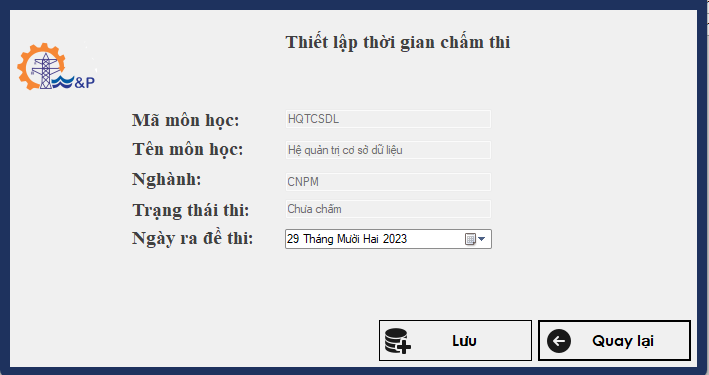 Thiết lập thời gian chấm thi
&P
Mã môn học: HQTCSDL
Tên môn học: Hệ quản trị cơ sở dữ liệu
Nghành: CNPM
Trạng thái thi: Chưa chấm
Ngày ra đề thi: 29 Tháng Mười Hai 2023
Lưu Quay lại